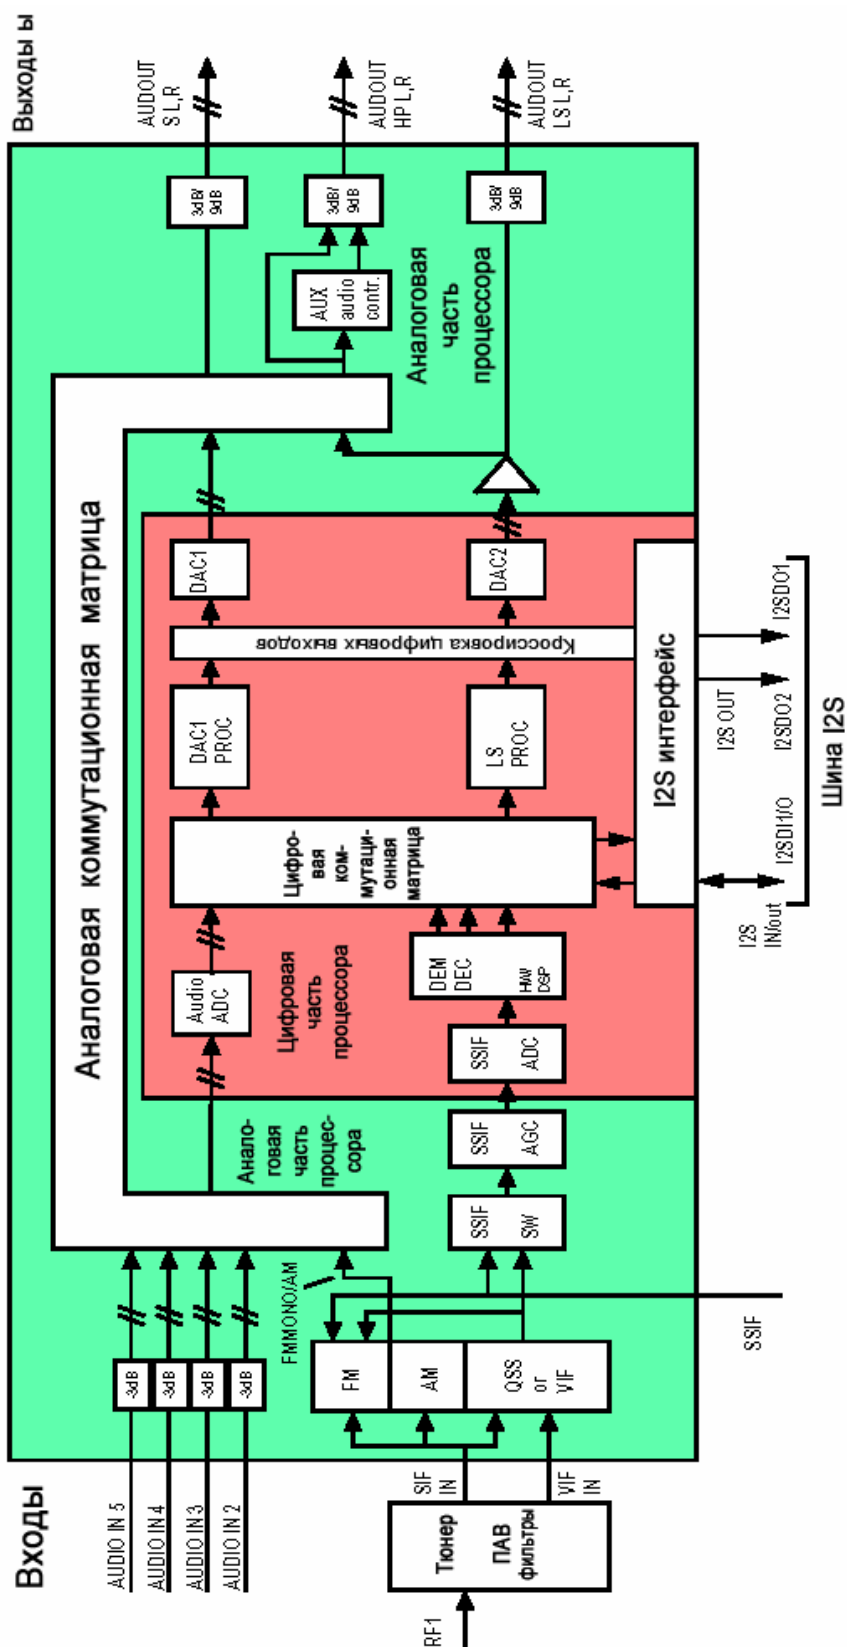 Входы
AUDIO IN 5
AUDIO IN 4
AUDIO IN 3
AUDIO IN 2
-3dB
-3dB
-3dB
-3dB
RF1
Тюнер
ПАВ
фильтры
SIF
IN
VIF
IN
FM
AM
QSS
or
VIF
FMMONO/AM
SSIF
Аналоговая коммутационная матрица
Анало-
говая
часть
процес-
сора
SSIF
SW
SSIF
AGC
SSIF
ADC
Цифровая
часть
процессора
Audio
ADC
DEM
DEC
HW/
DSP
Цифро-
вая
ком-
мутаци-
онная
матрица
DAC1
PROC
LS
PROC
Кроссировка цифровых выходов
DAC1
DAC2
I2S интерфейс
I2S
IN/out
I2SDI1/O
I2S OUT
I2SDO2
I2SDO1
Шина I2S
Аналоговая
часть
процессора
AUX
audio
contr.
3dB/
9dB
3dB/
9dB
3dB/
9dB
AUDOUT
S L,R
AUDOUT
HP L,R
AUDOUT
LS L,R
Выходы ы